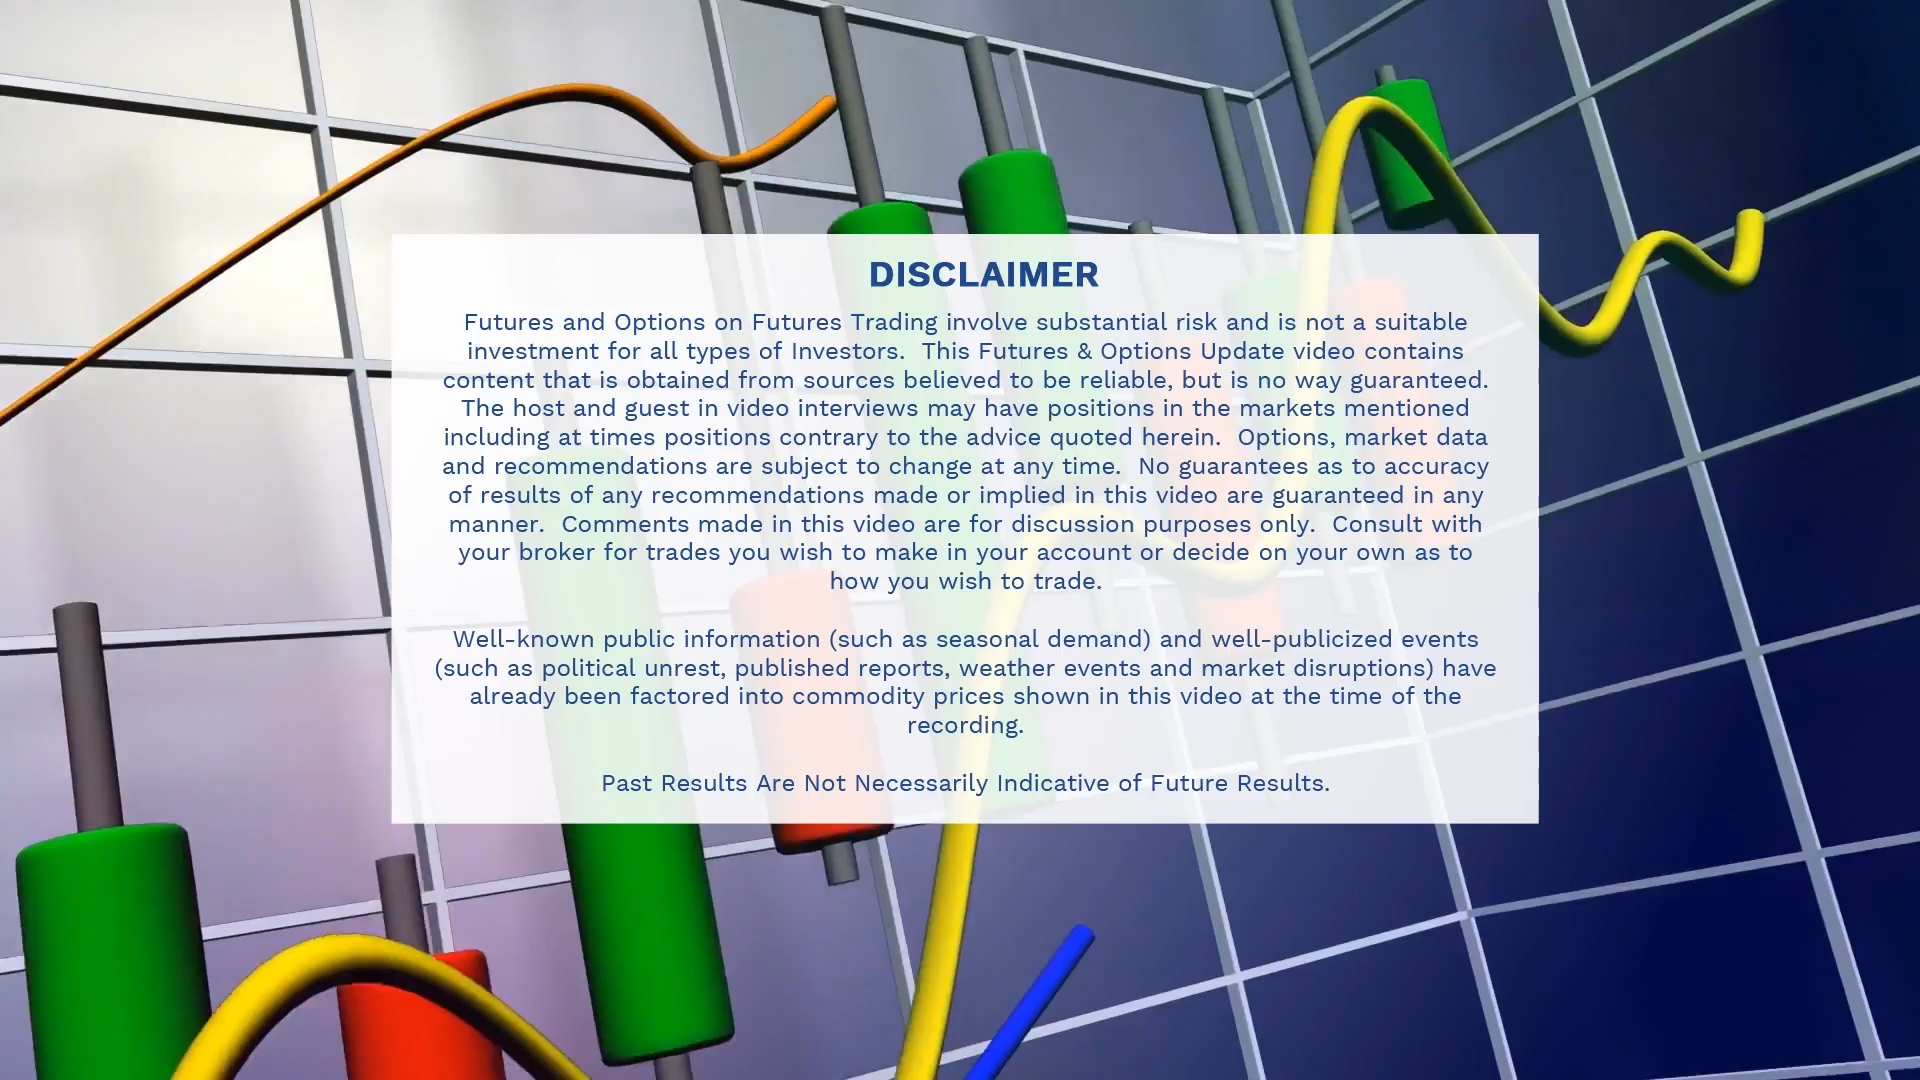 DISCLAIMER
Futures and Options on Futures Trading involve substantial risk and is not a suitable
investment for all types of Investors.  This Futures & Options Update video contains
content that is obtained from sources believed to be reliable, but is no way guaranteed.
The host and guest in video interviews may have positions in the markets mentioned
including at times positions contrary to the advice quoted herein.  Options, market data
and recommendations are subject to change at any time.  No guarantees as to accuracy
of results of any recommendations made or implied in this video are guaranteed in any
manner.  Comments made in this video are for discussion purposes only.  Consult with
your broker for trades you wish to make in your account or decide on your own as to
how you wish to trade.
Well-known public information (such as seasonal demand) and well-publicized events
(such as political unrest, published reports, weather events and market disruptions) have
already been factored into commodity prices shown in this video at the time of the
recording.
Past Results Are Not Necessarily Indicative of Future Results.